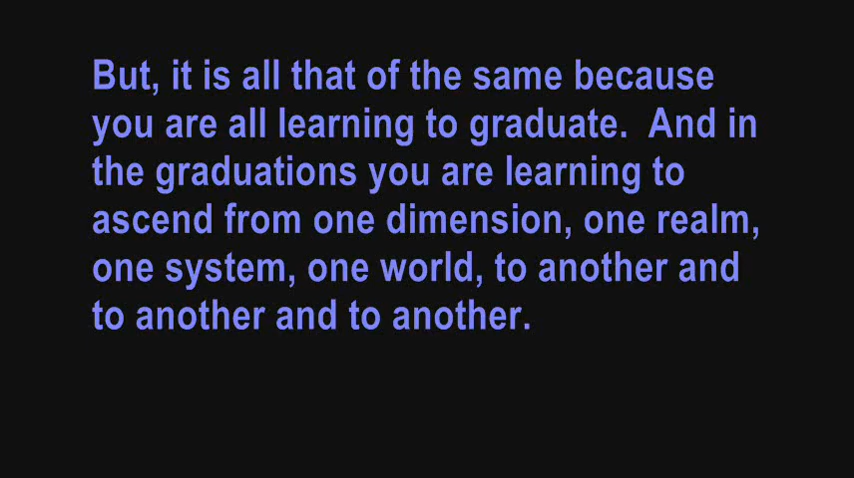 But, it is all that of the same because
you are all learning to graduate.  And in
the graduations you are learning to
ascend from one dimension, one realm,
one system, one world, to another and
to another and to another.